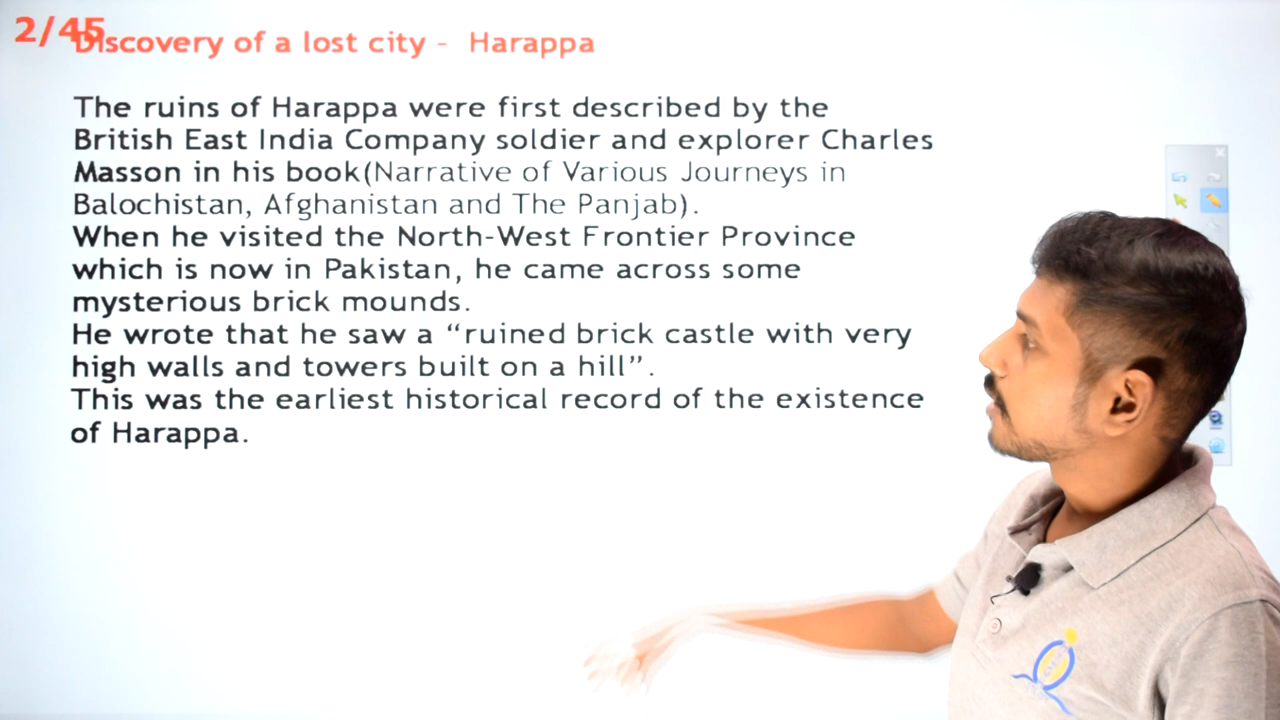 2/45
Discovery of a lost city - Harappa
The ruins of Harappa were first described by the
British East India Company soldier and explorer Charles
Masson in his book(Narrative of Various Journeys in
Balochistan, Afghanistan and The Panjab).
When he visited the North-West Frontier Province
which is now in Pakistan, he came across some
mysterious brick mounds.
He wrote that he saw a “ruined brick castle with very
high walls and towers built on a hill”.
This was the earliest historical record of the existence
of Harappa.